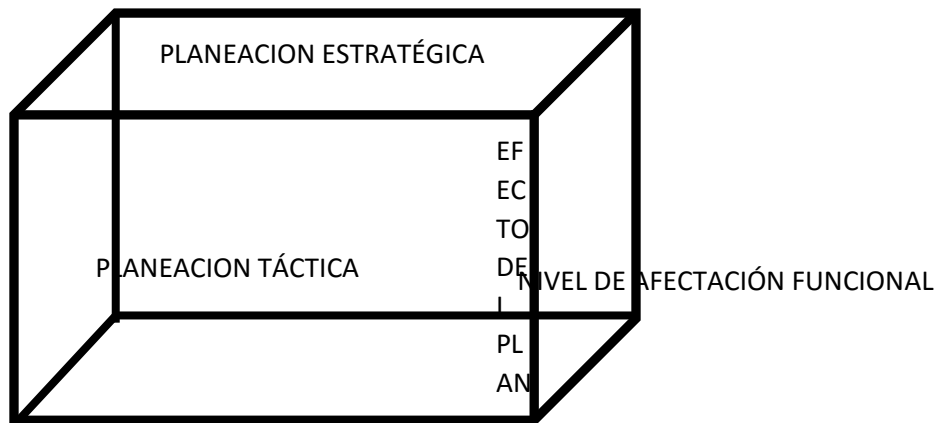 PLANEACION ESTRATÉGICA
EF
EC
TO
DE
L
PL
AN
PLANEACION TÁCTICA
NIVEL DE AFECTACIÓN FUNCIONAL